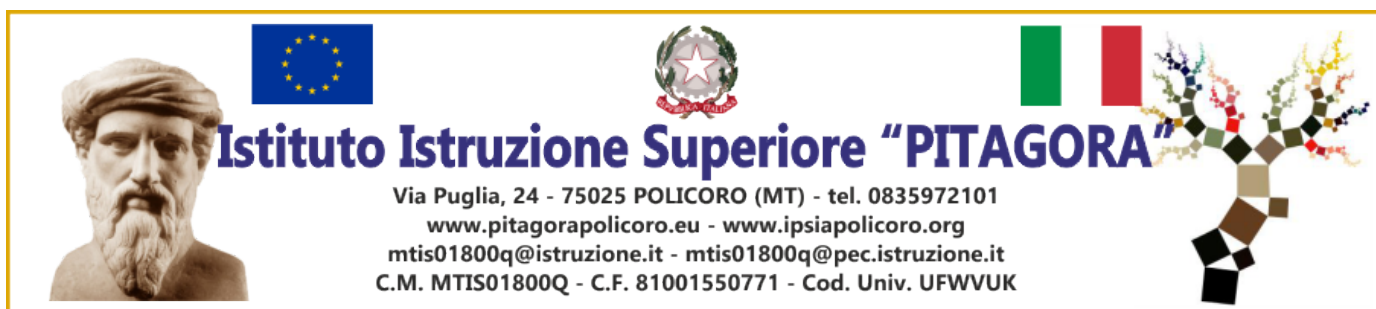 Istituto Istruzione Superiore “PITAGORA”
Via Puglia, 24 - 75025 POLICORO (MT) - tel. 0835972101
www.pitagorapolicoro.eu - www.ipsiapolicoro.org
mtis01800q@istruzione.it - mtis01800q@pec.istruzione.it
C.M. MTIS01800Q - C.F. 81001550771 - Cod. Univ. UFWVUK